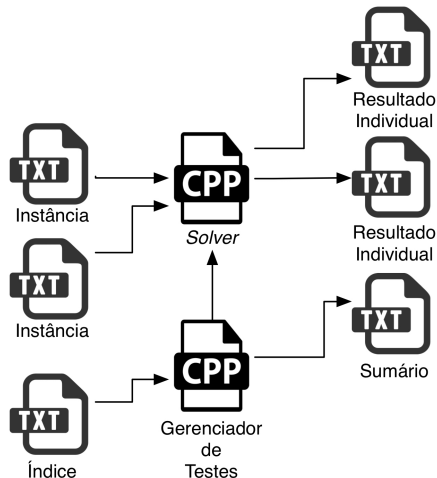 TXT
Resultado
Individual
TXT
Instância
CPP
Solver
TXT
Resultado
Individual
TXT
Instância
TXT
Sumário
CPP
Gerenciador
de
Testes
TXT
Índice